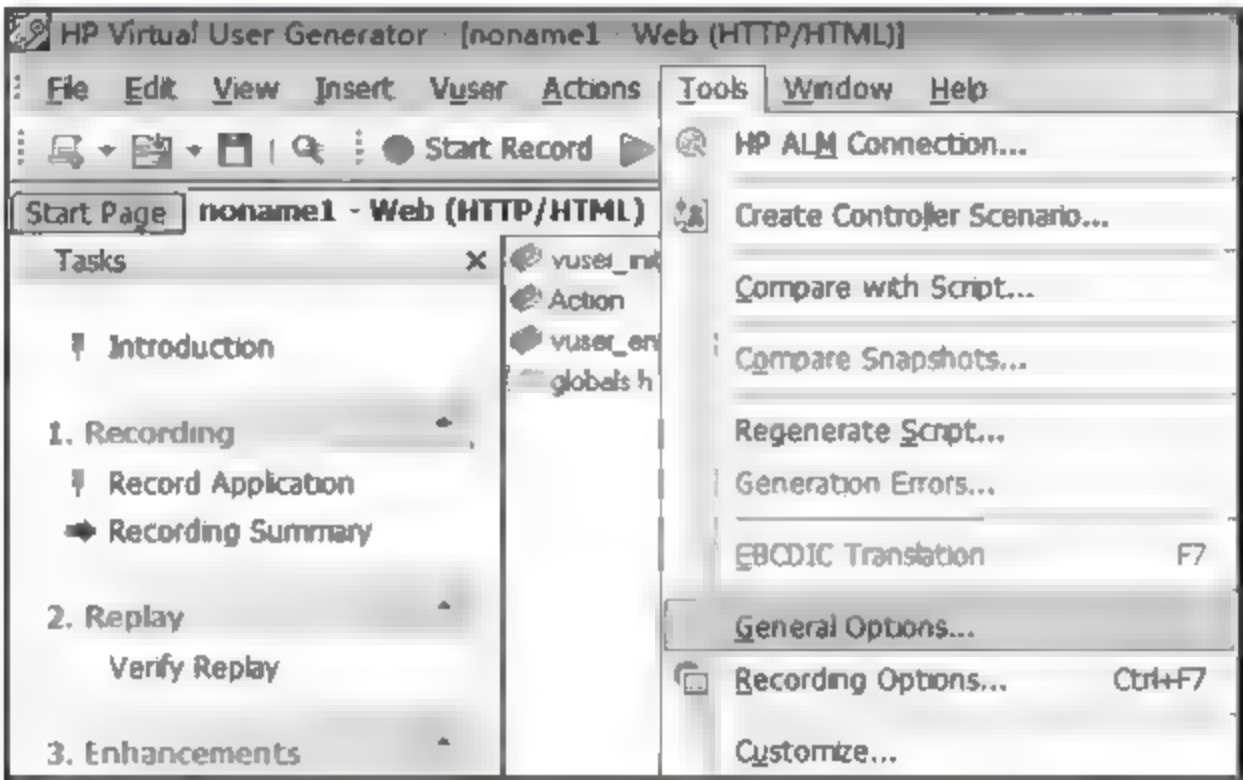 HP Virtual User Generator - [noname1 - Web (HTTP/HTML)]
File Edit View Insert Vuser Actions Tools Window Help
Start Record
Start Page
noname1 - Web (HTTP/HTML)
Tasks
Introduction
1. Recording
Record Application
Recording Summary
2. Replay
Verify Replay
3. Enhancements
vuser_init
Action
vuser_en
globals.h
HP ALM Connection...
Create Controller Scenario...
Compare with Script...
Compare Snapshots...
Regenerate Script...
Generation Errors...
EBCDIC Translation F7
General Options...
Recording Options... Ctrl+F7
Customize...